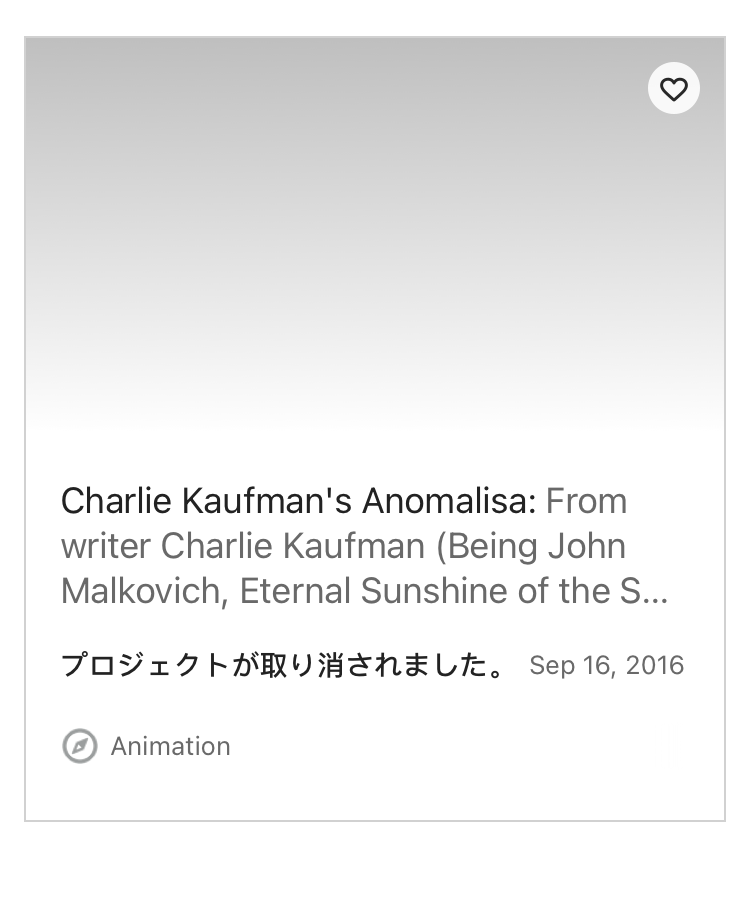 Charlie Kaufman's Anomalisa: From
writer Charlie Kaufman (Being John
Malkovich, Eternal Sunshine of the S...
プロジェクトが取り消されました。 Sep 16, 2016
Animation